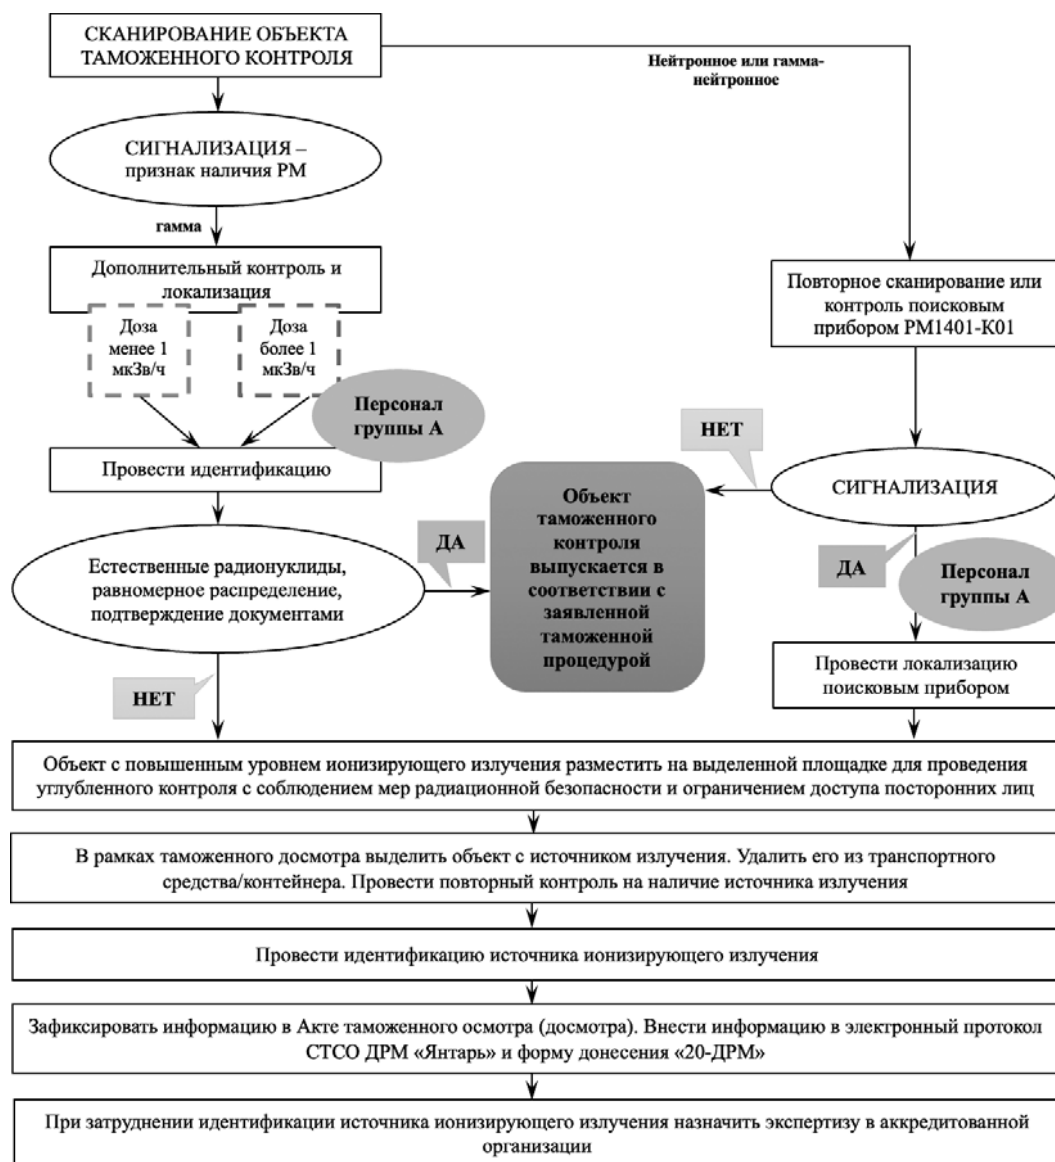 СКАНИРОВАНИЕ ОБЪЕКТА
ТАМОЖЕННОГО КОНТРОЛЯ
Нейтронное или гамма-
нейтронное
СИГНАЛИЗАЦИЯ –
признак наличия РМ
гамма
Дополнительный контроль и
локализация
Доза
менее 1
мкЗв/ч
Доза
более 1
мкЗв/ч
Персонал
группы А
Провести идентификацию
Повторное сканирование или
контроль поисковым
прибором РМ1401-К01
НЕТ
СИГНАЛИЗАЦИЯ
Объект
таможенного
контроля
выпускается в
соответствии с
заявленной
таможенной
процедурой
Естественные радионуклиды,
равномерное распределение,
подтверждение документами
ДА
ДА
Персонал
группы А
НЕТ
Провести локализацию
поисковым прибором
Объект с повышенным уровнем ионизирующего излучения разместить на выделенной площадке для проведения
углубленного контроля с соблюдением мер радиационной безопасности и ограничением доступа посторонних лиц
В рамках таможенного досмотра выделить объект с источником излучения. Удалить его из транспортного
средства/контейнера. Провести повторный контроль на наличие источника излучения
Провести идентификацию источника ионизирующего излучения
Зафиксировать информацию в Акте таможенного осмотра (досмотра). Внести информацию в электронный протокол
СТСО ДРМ «Янтарь» и форму донесения «20-ДРМ»
При затруднении идентификации источника ионизирующего излучения назначить экспертизу в аккредитованной
организации